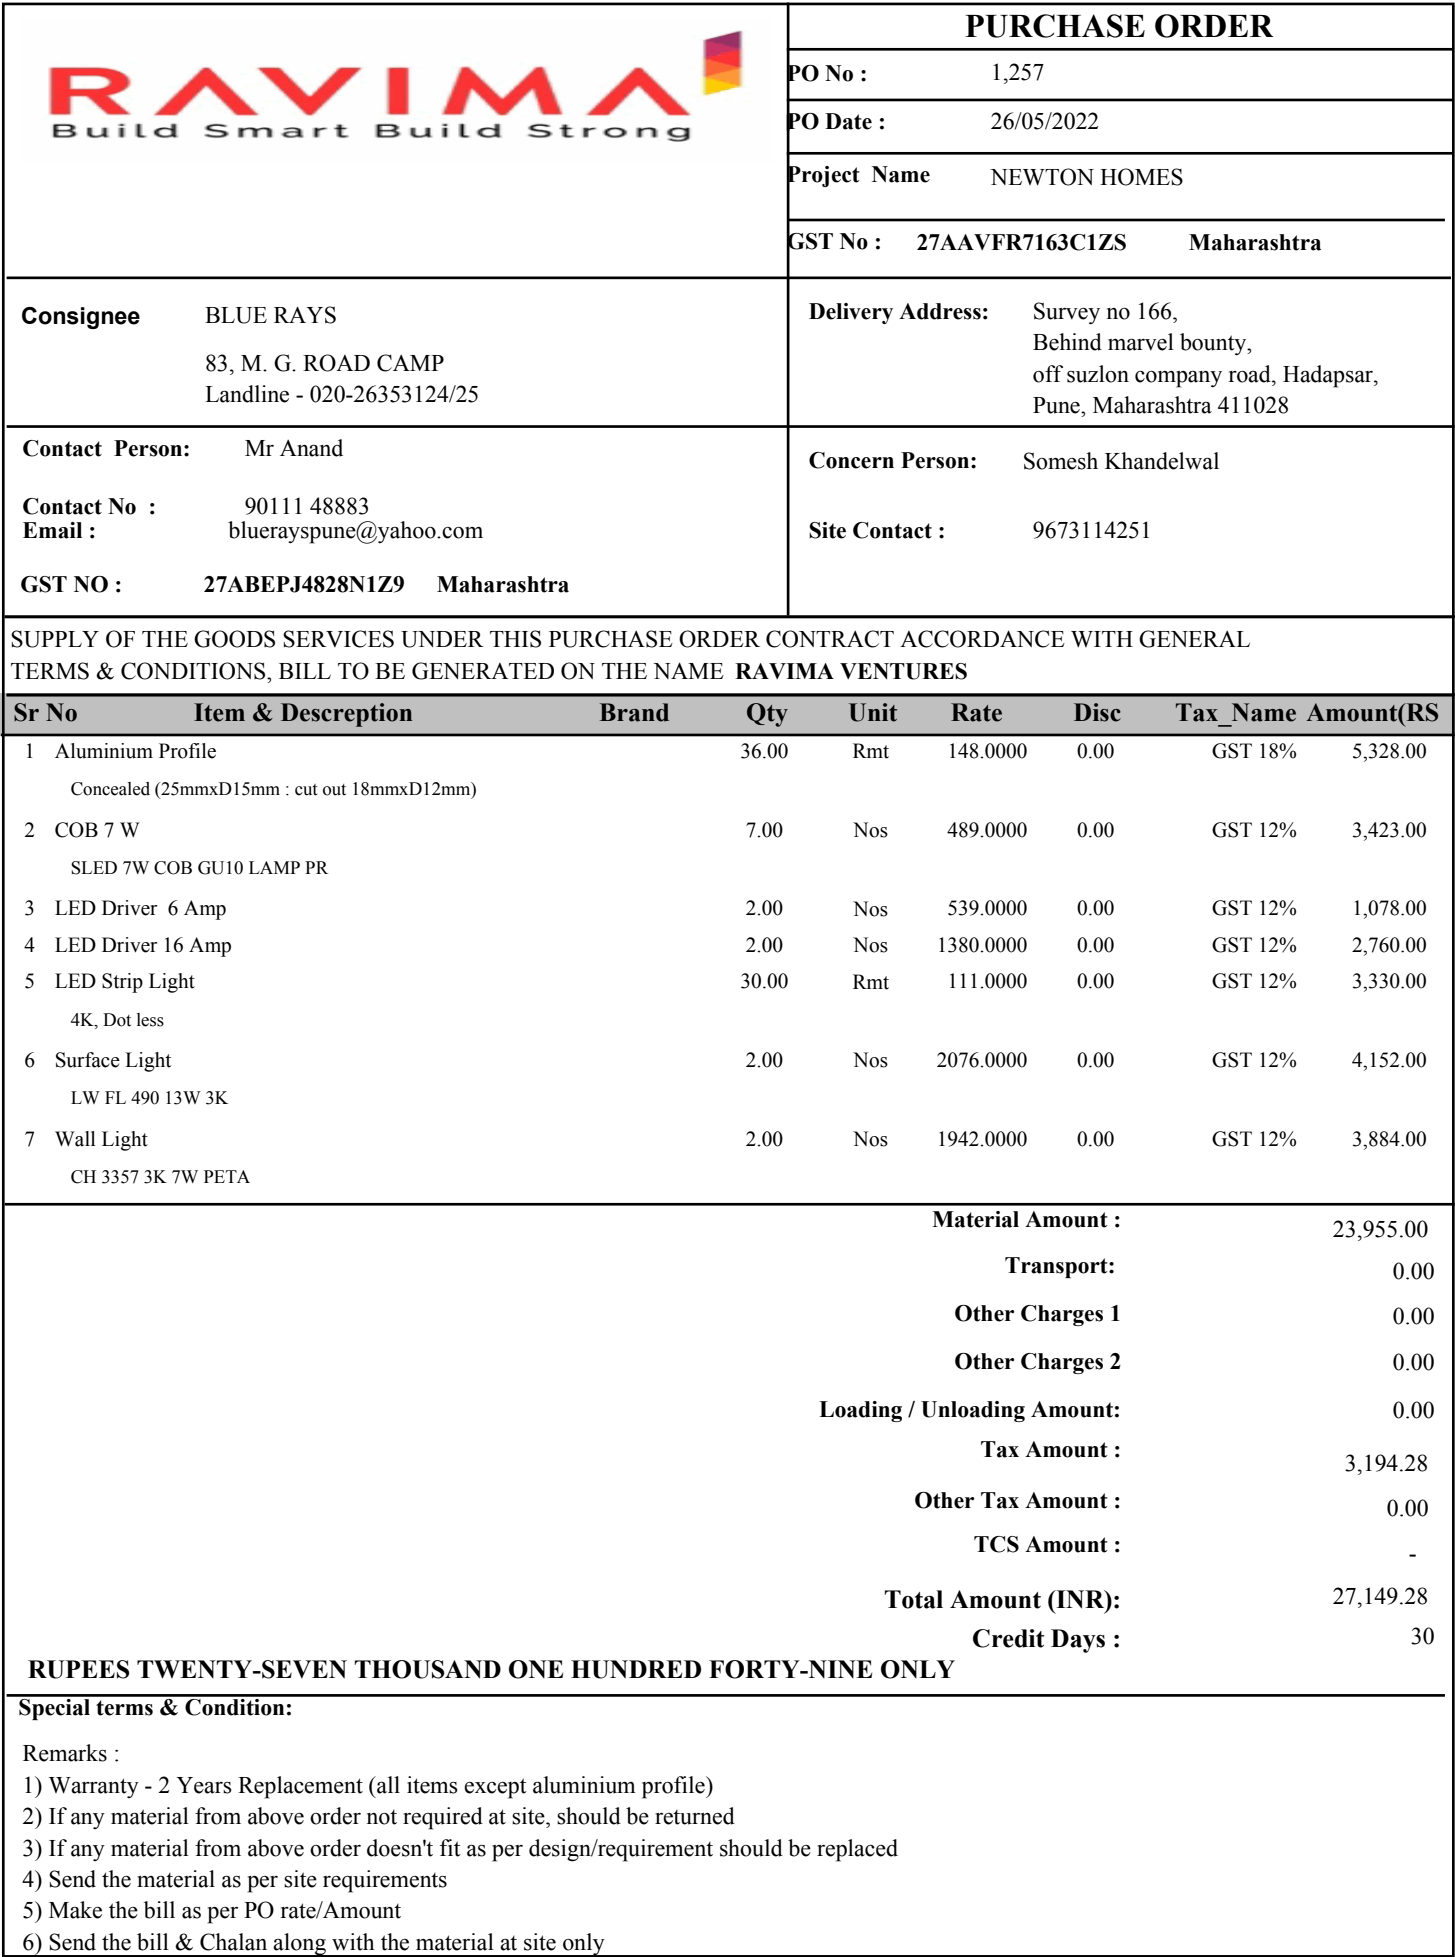 RAVIMA
Build Smart Build Strong
PURCHASE ORDER
PO No : 1,257
PO Date : 26/05/2022
Project Name NEWTON HOMES
GST No : 27AAVFR7163C1ZS Maharashtra
Consignee BLUE RAYS
83, M. G. ROAD CAMP
Landline - 020-26353124/25
Delivery Address: Survey no 166,
Behind marvel bounty,
off suzlon company road, Hadapsar,
Pune, Maharashtra 411028
Contact Person: Mr Anand
Contact No : 90111 48883
Email : bluerayspune@yahoo.com
GST NO : 27ABEPJ4828N1Z9 Maharashtra
Concern Person: Somesh Khandelwal
Site Contact : 9673114251
SUPPLY OF THE GOODS SERVICES UNDER THIS PURCHASE ORDER CONTRACT ACCORDANCE WITH GENERAL
TERMS & CONDITIONS, BILL TO BE GENERATED ON THE NAME RAVIMA VENTURES
Sr No Item & Descreption Brand Qty Unit Rate Disc Tax_Name Amount(RS
1 Aluminium Profile 36.00 Rmt 148.0000 0.00 GST 18% 5,328.00
Concealed (25mmxD15mm : cut out 18mmxD12mm)
2 COB 7 W 7.00 Nos 489.0000 0.00 GST 12% 3,423.00
SLED 7W COB GU10 LAMP PR
3 LED Driver 6 Amp 2.00 Nos 539.0000 0.00 GST 12% 1,078.00
4 LED Driver 16 Amp 2.00 Nos 1380.0000 0.00 GST 12% 2,760.00
5 LED Strip Light 30.00 Rmt 111.0000 0.00 GST 12% 3,330.00
4K, Dot less
6 Surface Light 2.00 Nos 2076.0000 0.00 GST 12% 4,152.00
LW FL 490 13W 3K
7 Wall Light 2.00 Nos 1942.0000 0.00 GST 12% 3,884.00
CH 3357 3K 7W PETA
Material Amount : 23,955.00
Transport: 0.00
Other Charges 1 0.00
Other Charges 2 0.00
Loading / Unloading Amount: 0.00
Tax Amount : 3,194.28
Other Tax Amount : 0.00
TCS Amount : -
Total Amount (INR): 27,149.28
Credit Days : 30
RUPEES TWENTY-SEVEN THOUSAND ONE HUNDRED FORTY-NINE ONLY
Special terms & Condition:
Remarks :
1) Warranty - 2 Years Replacement (all items except aluminium profile)
2) If any material from above order not required at site, should be returned
3) If any material from above order doesn't fit as per design/requirement should be replaced
4) Send the material as per site requirements
5) Make the bill as per PO rate/Amount
6) Send the bill & Chalan along with the material at site only